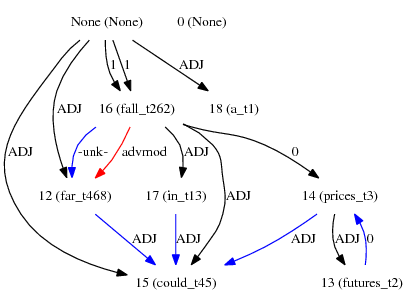 None (None) 0 (None)
1 1 ADJ
16 (fall_t262) 18 (a_t1)
ADJ ADJ -unk- advmod ADJ 0
12 (far_t468) 17 (in_t13) ADJ 14 (prices_t3)
ADJ ADJ ADJ ADJ 0
15 (could_t45) 13 (futures_t2)